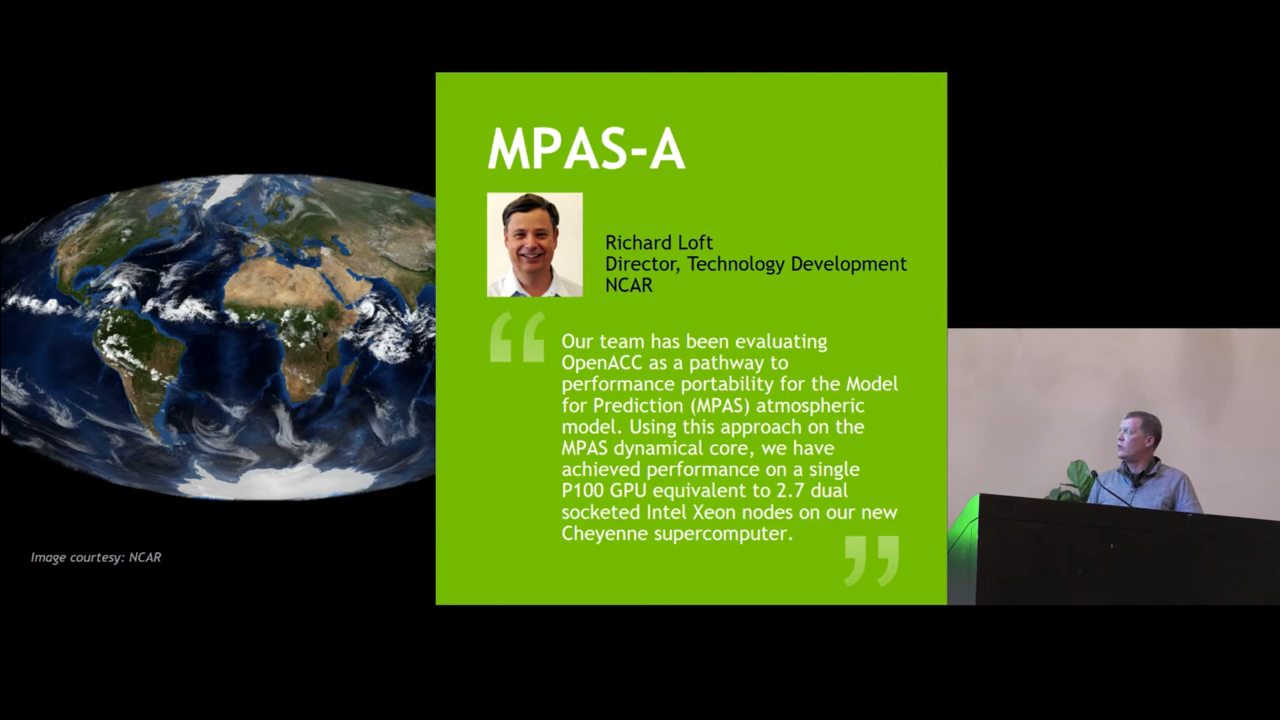 MPAS-A
Richard Loft
Director, Technology Development
NCAR
“ Our team has been evaluating
OpenACC as a pathway to
performance portability for the Model
for Prediction (MPAS) atmospheric
model. Using this approach on the
MPAS dynamical core, we have
achieved performance on a single
P100 GPU equivalent to 2.7 dual
socketed Intel Xeon nodes on our new
Cheyenne supercomputer. ”
Image courtesy: NCAR